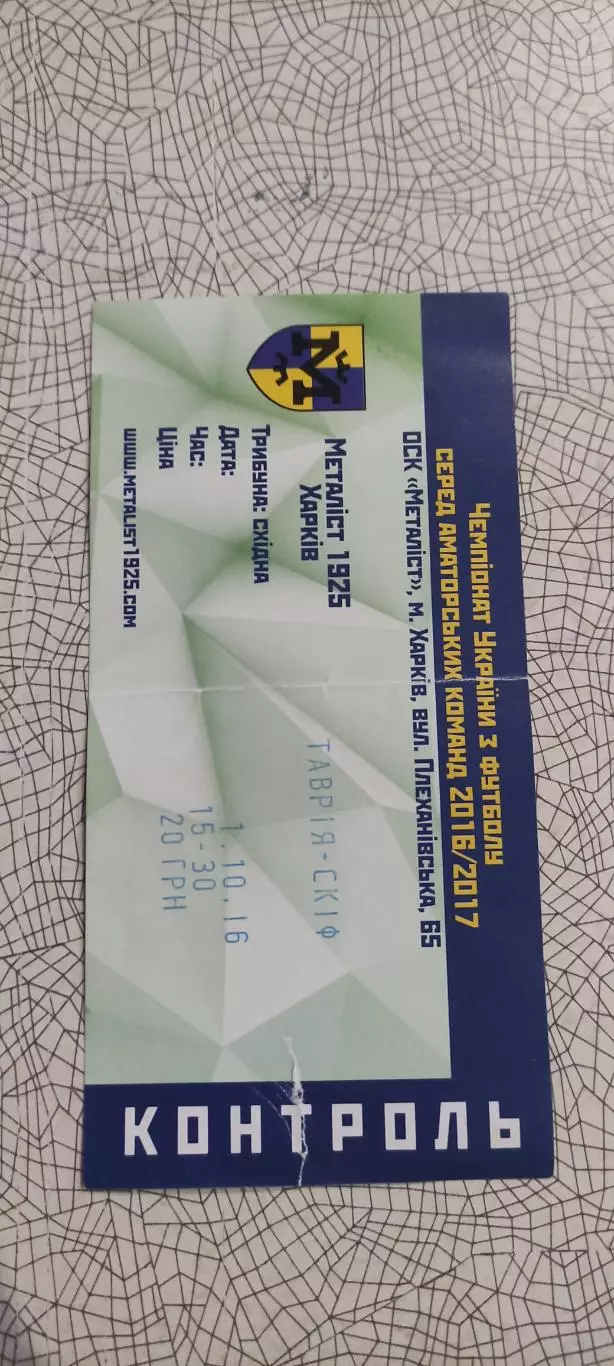 Чемпіонат України з футболу
серед аматорських команд 2016/2017
ОСК «Металіст», м. Харків, вул. Плеханівська, 65
М
Металіст 1925
Харків
ТАВРІЯ-СКІФ
Трибуна: східна
Дата: 1.10.16
Час: 15-30
Ціна 20 ГРН
www.metalist1925.com
КОНТРОЛЬ